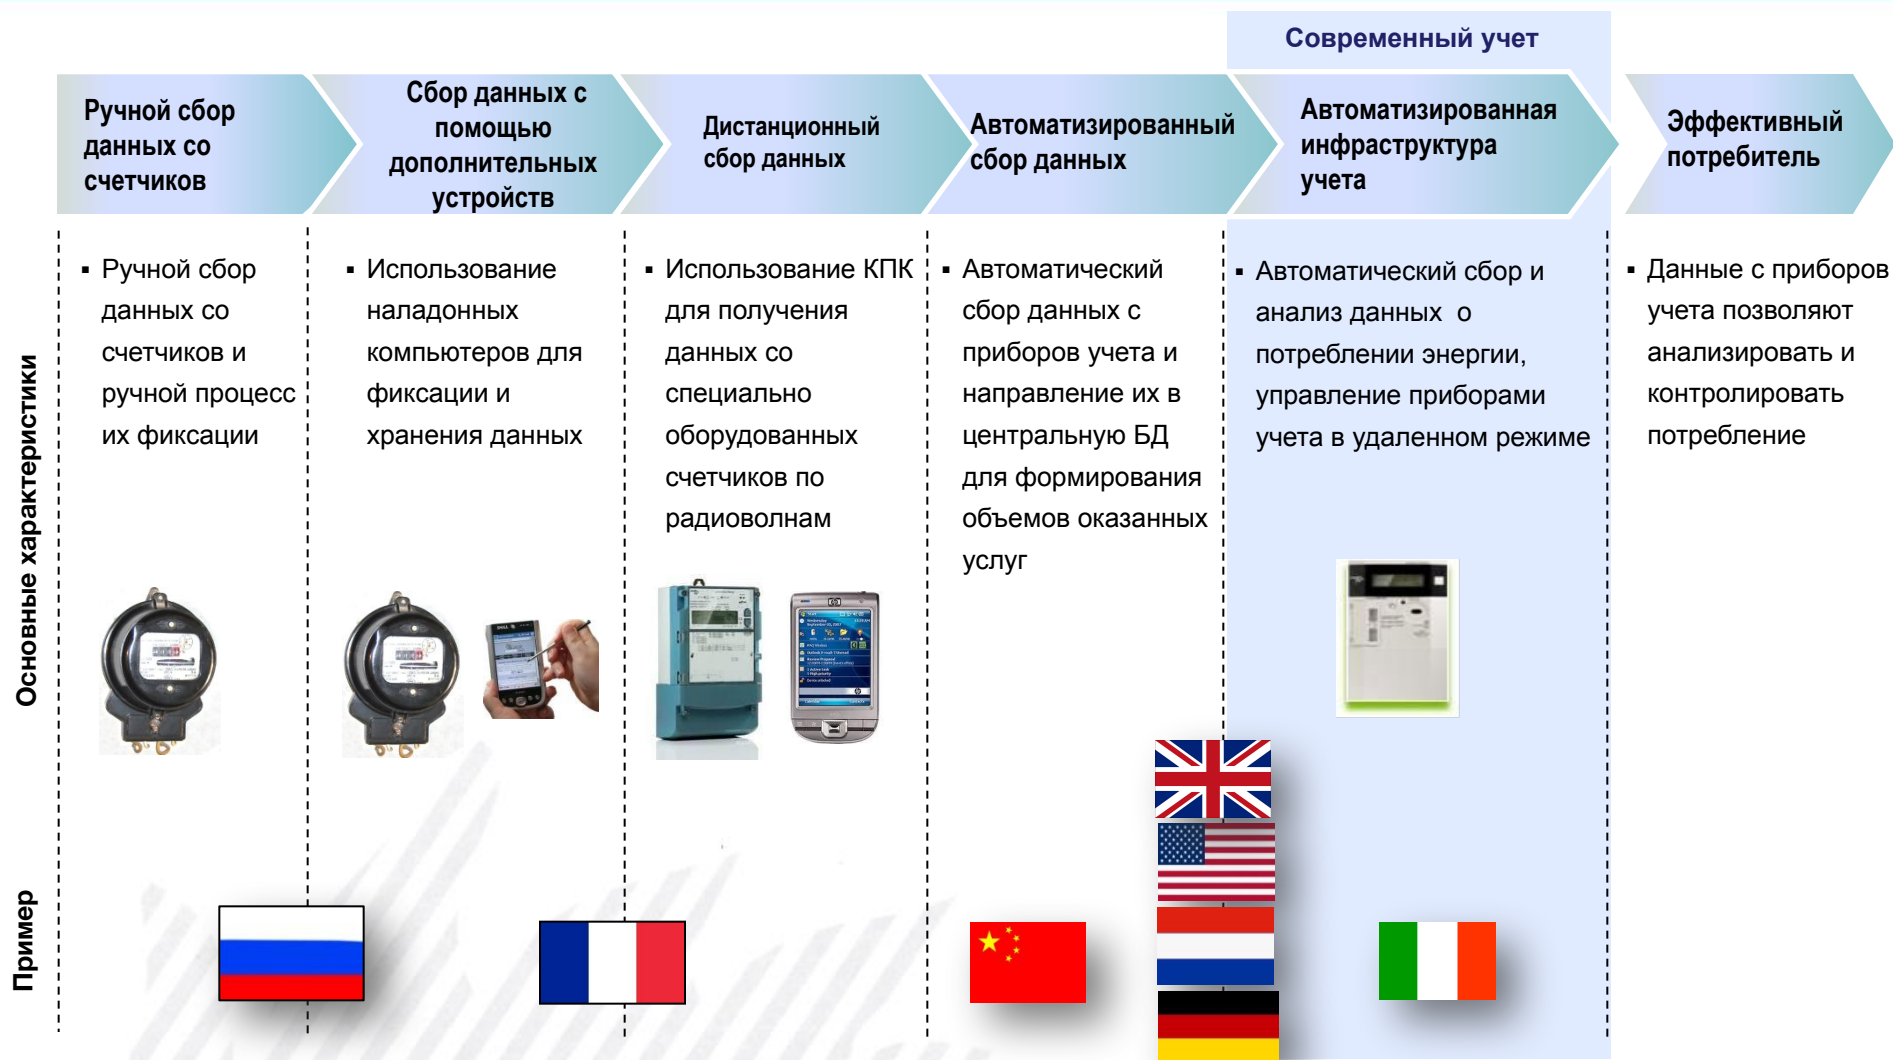 Современный учет
Ручной сбор
данных со
счетчиков
Сбор данных с
помощью
дополнительных
устройств
Дистанционный
сбор данных
Автоматизированный
сбор данных
Автоматизированная
инфраструктура
учета
Эффективный
потребитель
Основные характеристики
▪ Ручной сбор
данных со
счетчиков и
ручной процесс
их фиксации
▪ Использование
наладонных
компьютеров для
фиксации и
хранения данных
▪ Использование КПК
для получения
данных со
специально
оборудованных
счетчиков по
радиоволнам
▪ Автоматический
сбор данных с
приборов учета и
направление их в
центральную БД
для формирования
объемов оказанных
услуг
▪ Автоматический сбор и
анализ данных о
потреблении энергии,
управление приборами
учета в удаленном режиме
▪ Данные с приборов
учета позволяют
анализировать и
контролировать
потребление
Пример